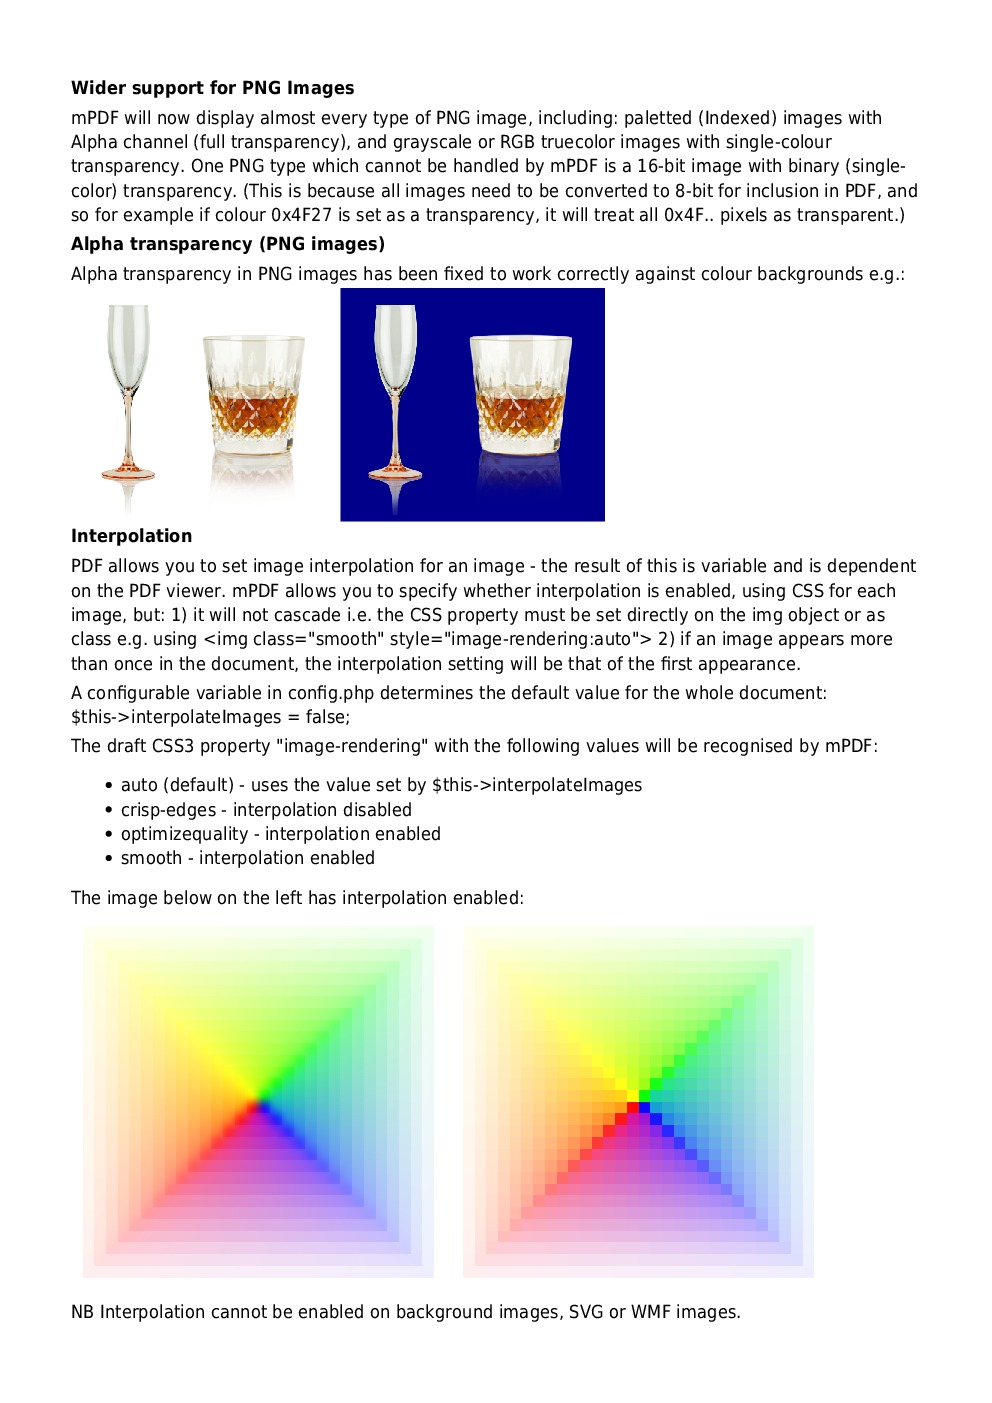 Wider support for PNG Images
mPDF will now display almost every type of PNG image, including: paletted (Indexed) images with
Alpha channel (full transparency), and grayscale or RGB truecolor images with single-colour
transparency. One PNG type which cannot be handled by mPDF is a 16-bit image with binary (single-
color) transparency. (This is because all images need to be converted to 8-bit for inclusion in PDF, and
so for example if colour 0x4F27 is set as a transparency, it will treat all 0x4F.. pixels as transparent.)
Alpha transparency (PNG images)
Alpha transparency in PNG images has been fixed to work correctly against colour backgrounds e.g.:
Interpolation
PDF allows you to set image interpolation for an image - the result of this is variable and is dependent
on the PDF viewer. mPDF allows you to specify whether interpolation is enabled, using CSS for each
image, but: 1) it will not cascade i.e. the CSS property must be set directly on the img object or as
class e.g. using <img class="smooth" style="image-rendering:auto"> 2) if an image appears more
than once in the document, the interpolation setting will be that of the first appearance.
A configurable variable in config.php determines the default value for the whole document:
$this->interpolateImages = false;
The draft CSS3 property "image-rendering" with the following values will be recognised by mPDF:
• auto (default) - uses the value set by $this->interpolateImages
• crisp-edges - interpolation disabled
• optimizequality - interpolation enabled
• smooth - interpolation enabled
The image below on the left has interpolation enabled:
NB Interpolation cannot be enabled on background images, SVG or WMF images.